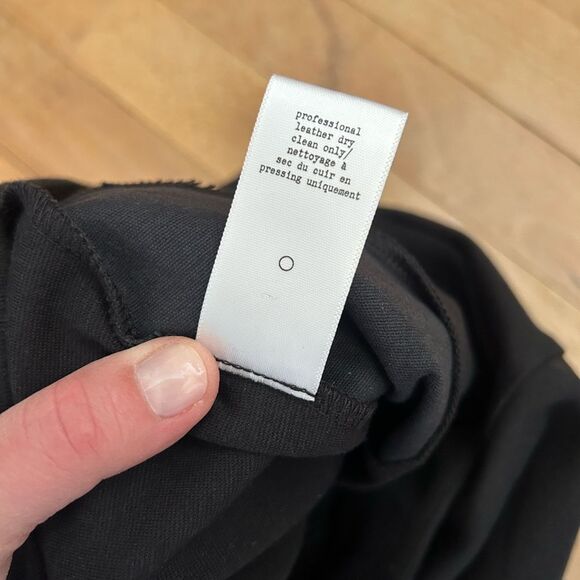 professional
leather dry
clean only/
nettoyage à
sec du cuir en
pressing uniquement